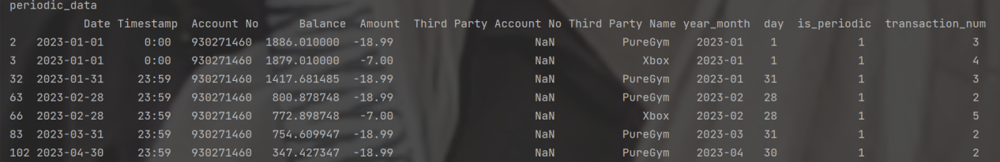 periodic_data
Date Timestamp Account No Balance Amount Third Party Account No Third Party Name year_month day is_periodic transaction_num
2 2023-01-01 0:00 930271460 1886.010000 -18.99 NaN PureGym 2023-01 1 1 3
3 2023-01-01 0:00 930271460 1879.010000 -7.00 NaN Xbox 2023-01 1 1 4
32 2023-01-31 23:59 930271460 1417.681485 -18.99 NaN PureGym 2023-01 31 1 3
63 2023-02-28 23:59 930271460 800.878748 -18.99 NaN PureGym 2023-02 28 1 2
66 2023-02-28 23:59 930271460 772.898748 -7.00 NaN Xbox 2023-02 28 1 5
83 2023-03-31 23:59 930271460 754.609947 -18.99 NaN PureGym 2023-03 31 1 2
102 2023-04-30 23:59 930271460 347.427347 -18.99 NaN PureGym 2023-04 30 1 2